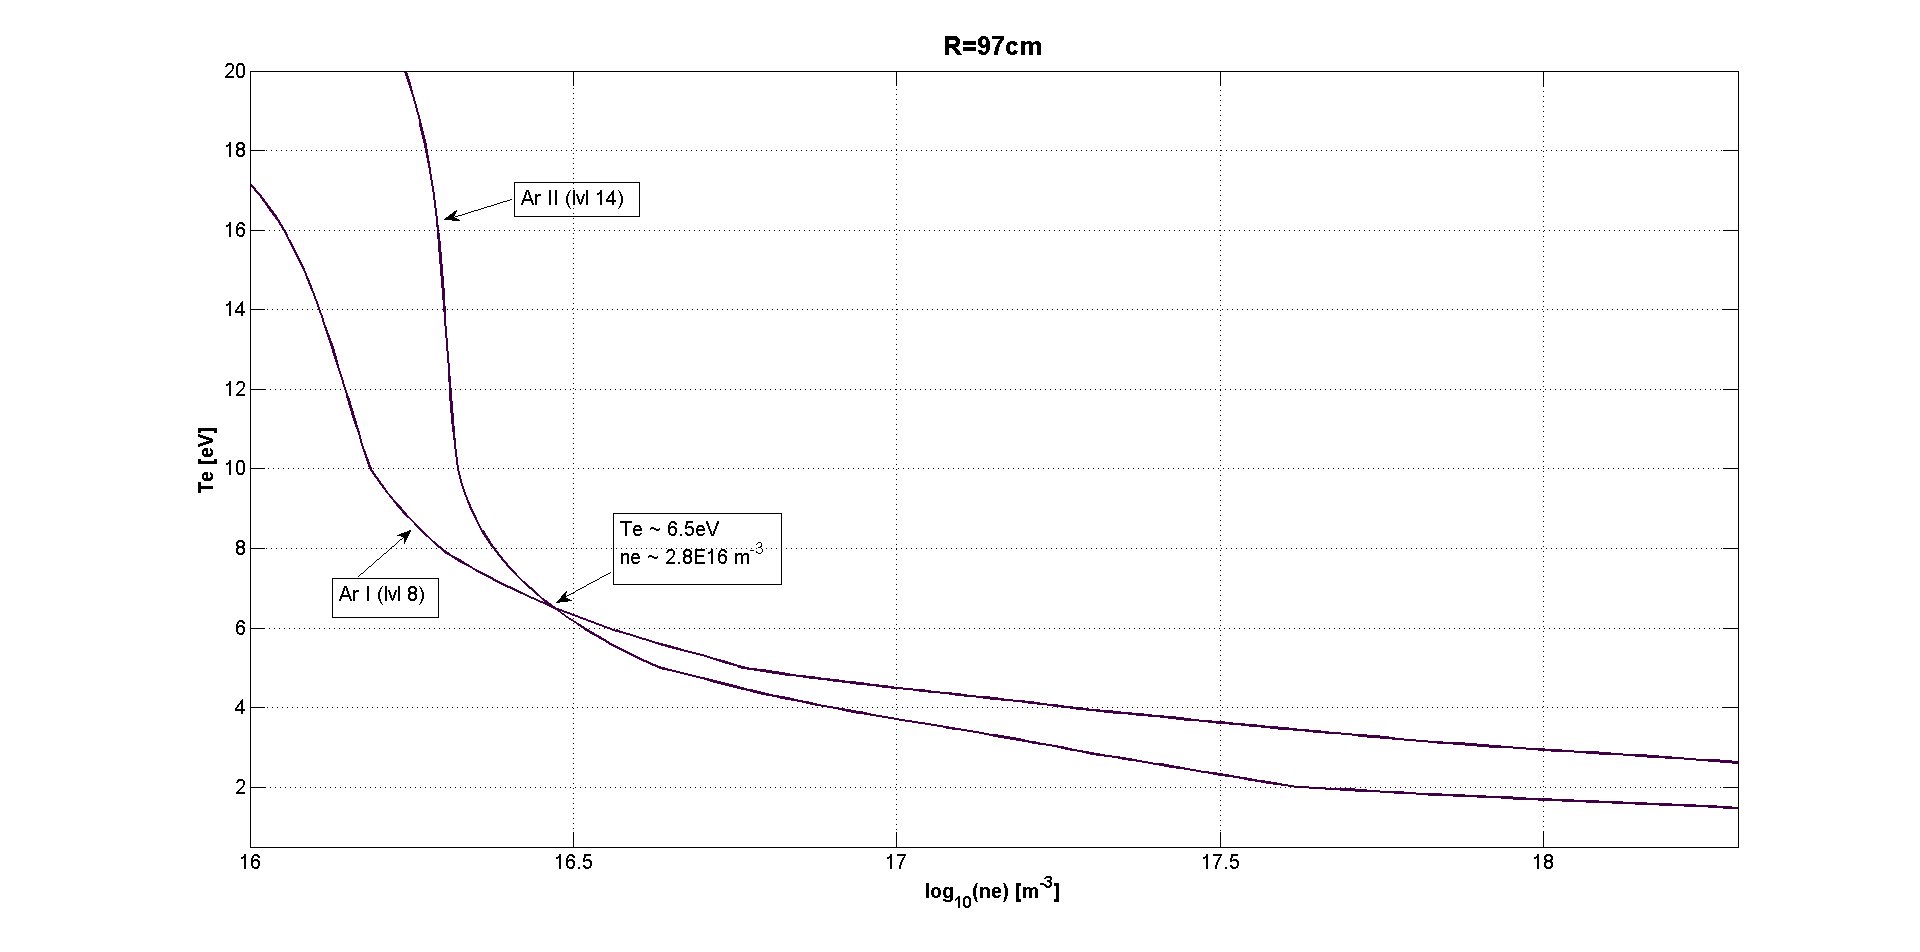 R=97cm
20
18
16
14
12
10
8
6
4
2
Te [eV]
Ar II (lvl 14)
Te ~ 6.5eV
ne ~ 2.8E16 m-3
Ar I (lvl 8)
16 16.5 17 17.5 18
log10(ne) [m-3]